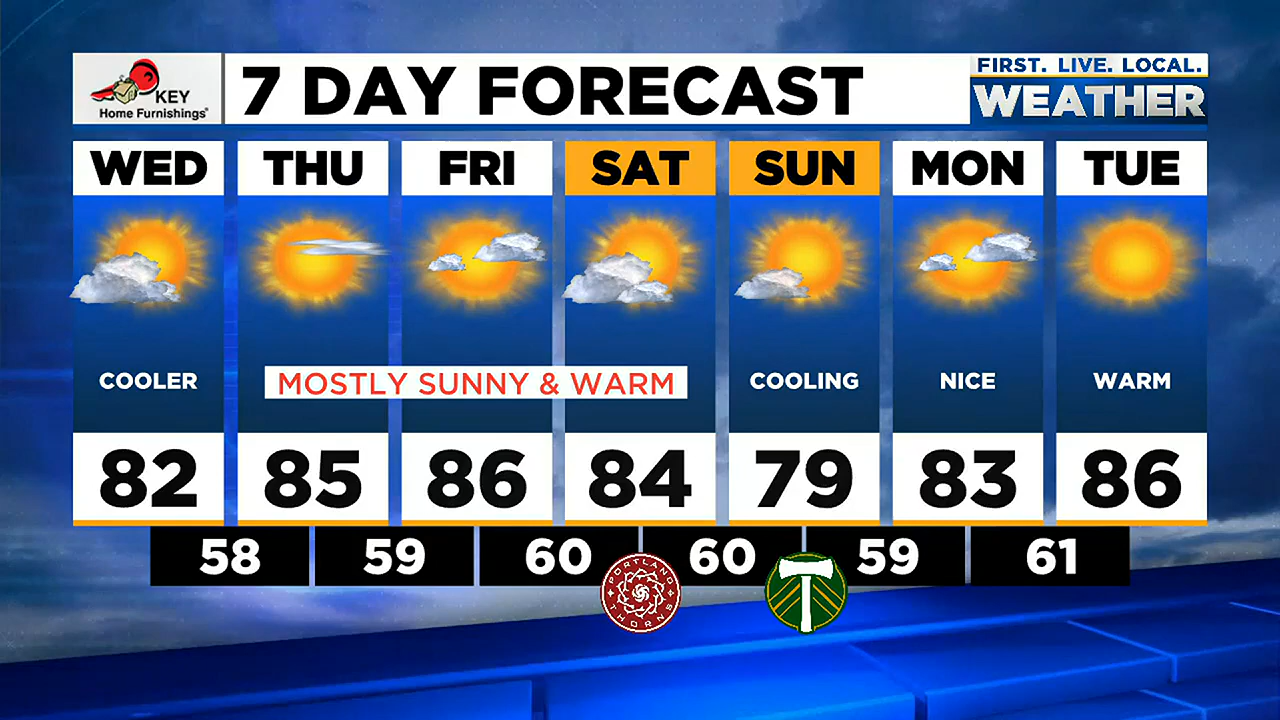 KEY
Home Furnishings®
7 DAY FORECAST
FIRST. LIVE. LOCAL.
WEATHER
WED THU FRI SAT SUN MON TUE
COOLER MOSTLY SUNNY & WARM COOLING NICE WARM
82 85 86 84 79 83 86
58 59 60 60 59 61
PORTLAND
THORNS